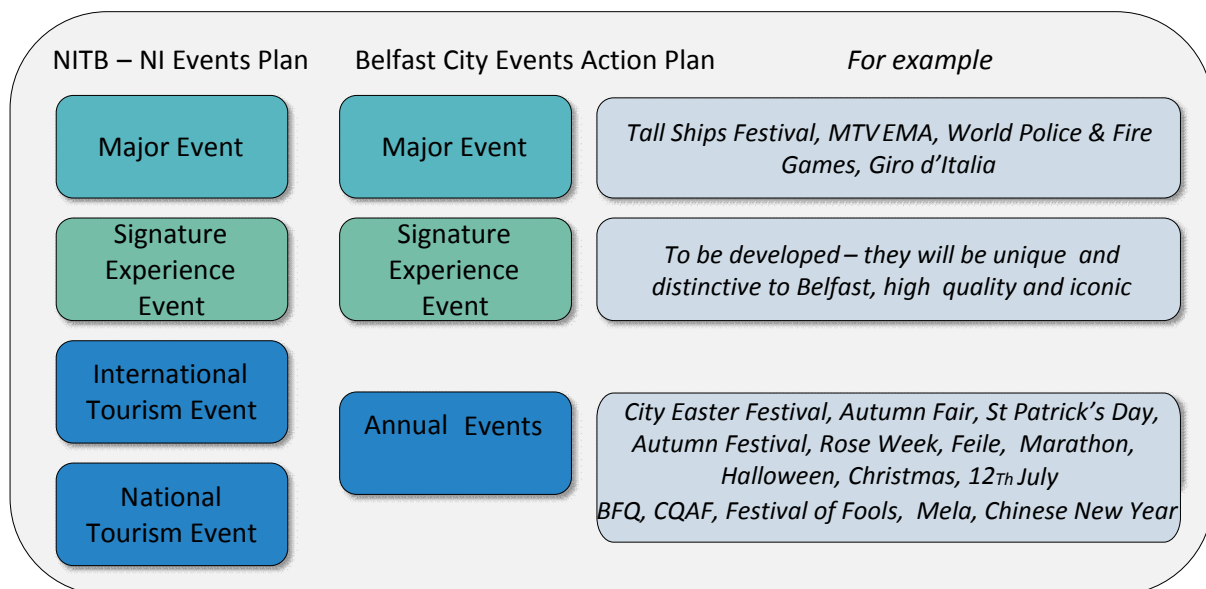 NITB – NI Events Plan
Belfast City Events Action Plan
For example
Major Event
Major Event
Tall Ships Festival, MTV EMA, World Police & Fire
Games, Giro d'Italia
Signature
Experience
Event
Signature
Experience
Event
To be developed – they will be unique and
distinctive to Belfast, high quality and iconic
International
Tourism Event
National
Tourism Event
Annual Events
City Easter Festival, Autumn Fair, St Patrick's Day,
Autumn Festival, Rose Week, Feile, Marathon,
Halloween, Christmas, 12Th July
BFQ, CQAF, Festival of Fools, Mela, Chinese New Year